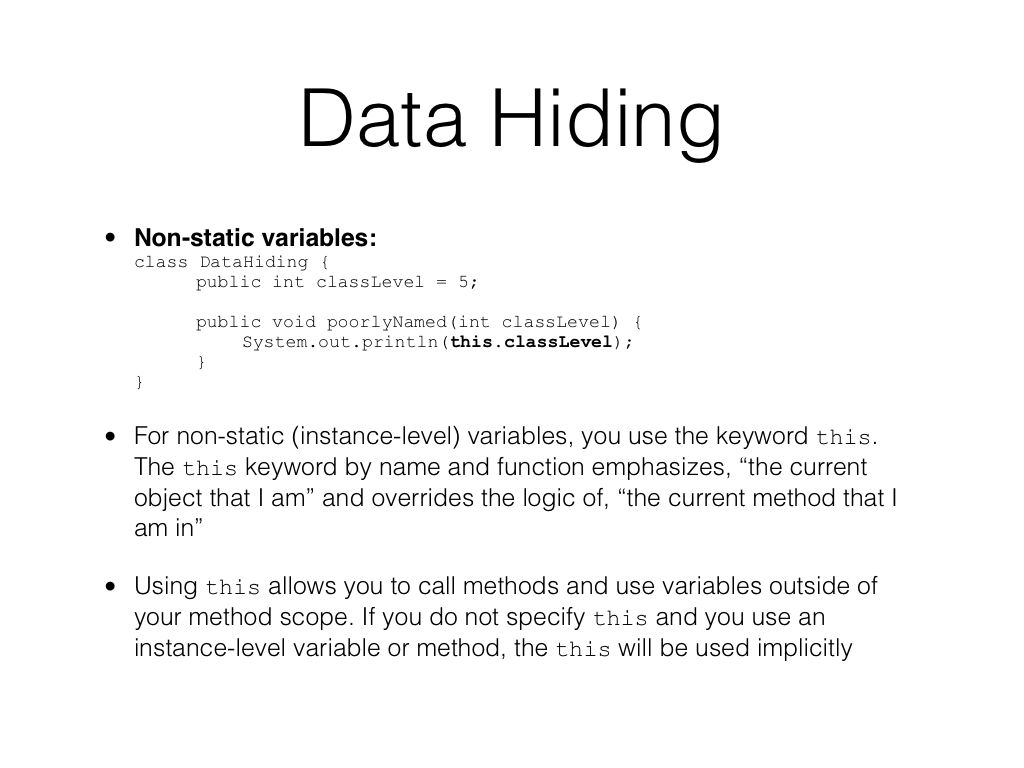 Data Hiding
• Non-static variables:
class DataHiding {
public int classLevel = 5;
public void poorlyNamed(int classLevel) {
System.out.println(this.classLevel);
}
}
• For non-static (instance-level) variables, you use the keyword this.
The this keyword by name and function emphasizes, “the current
object that I am” and overrides the logic of, “the current method that I
am in”
• Using this allows you to call methods and use variables outside of
your method scope. If you do not specify this and you use an
instance-level variable or method, the this will be used implicitly